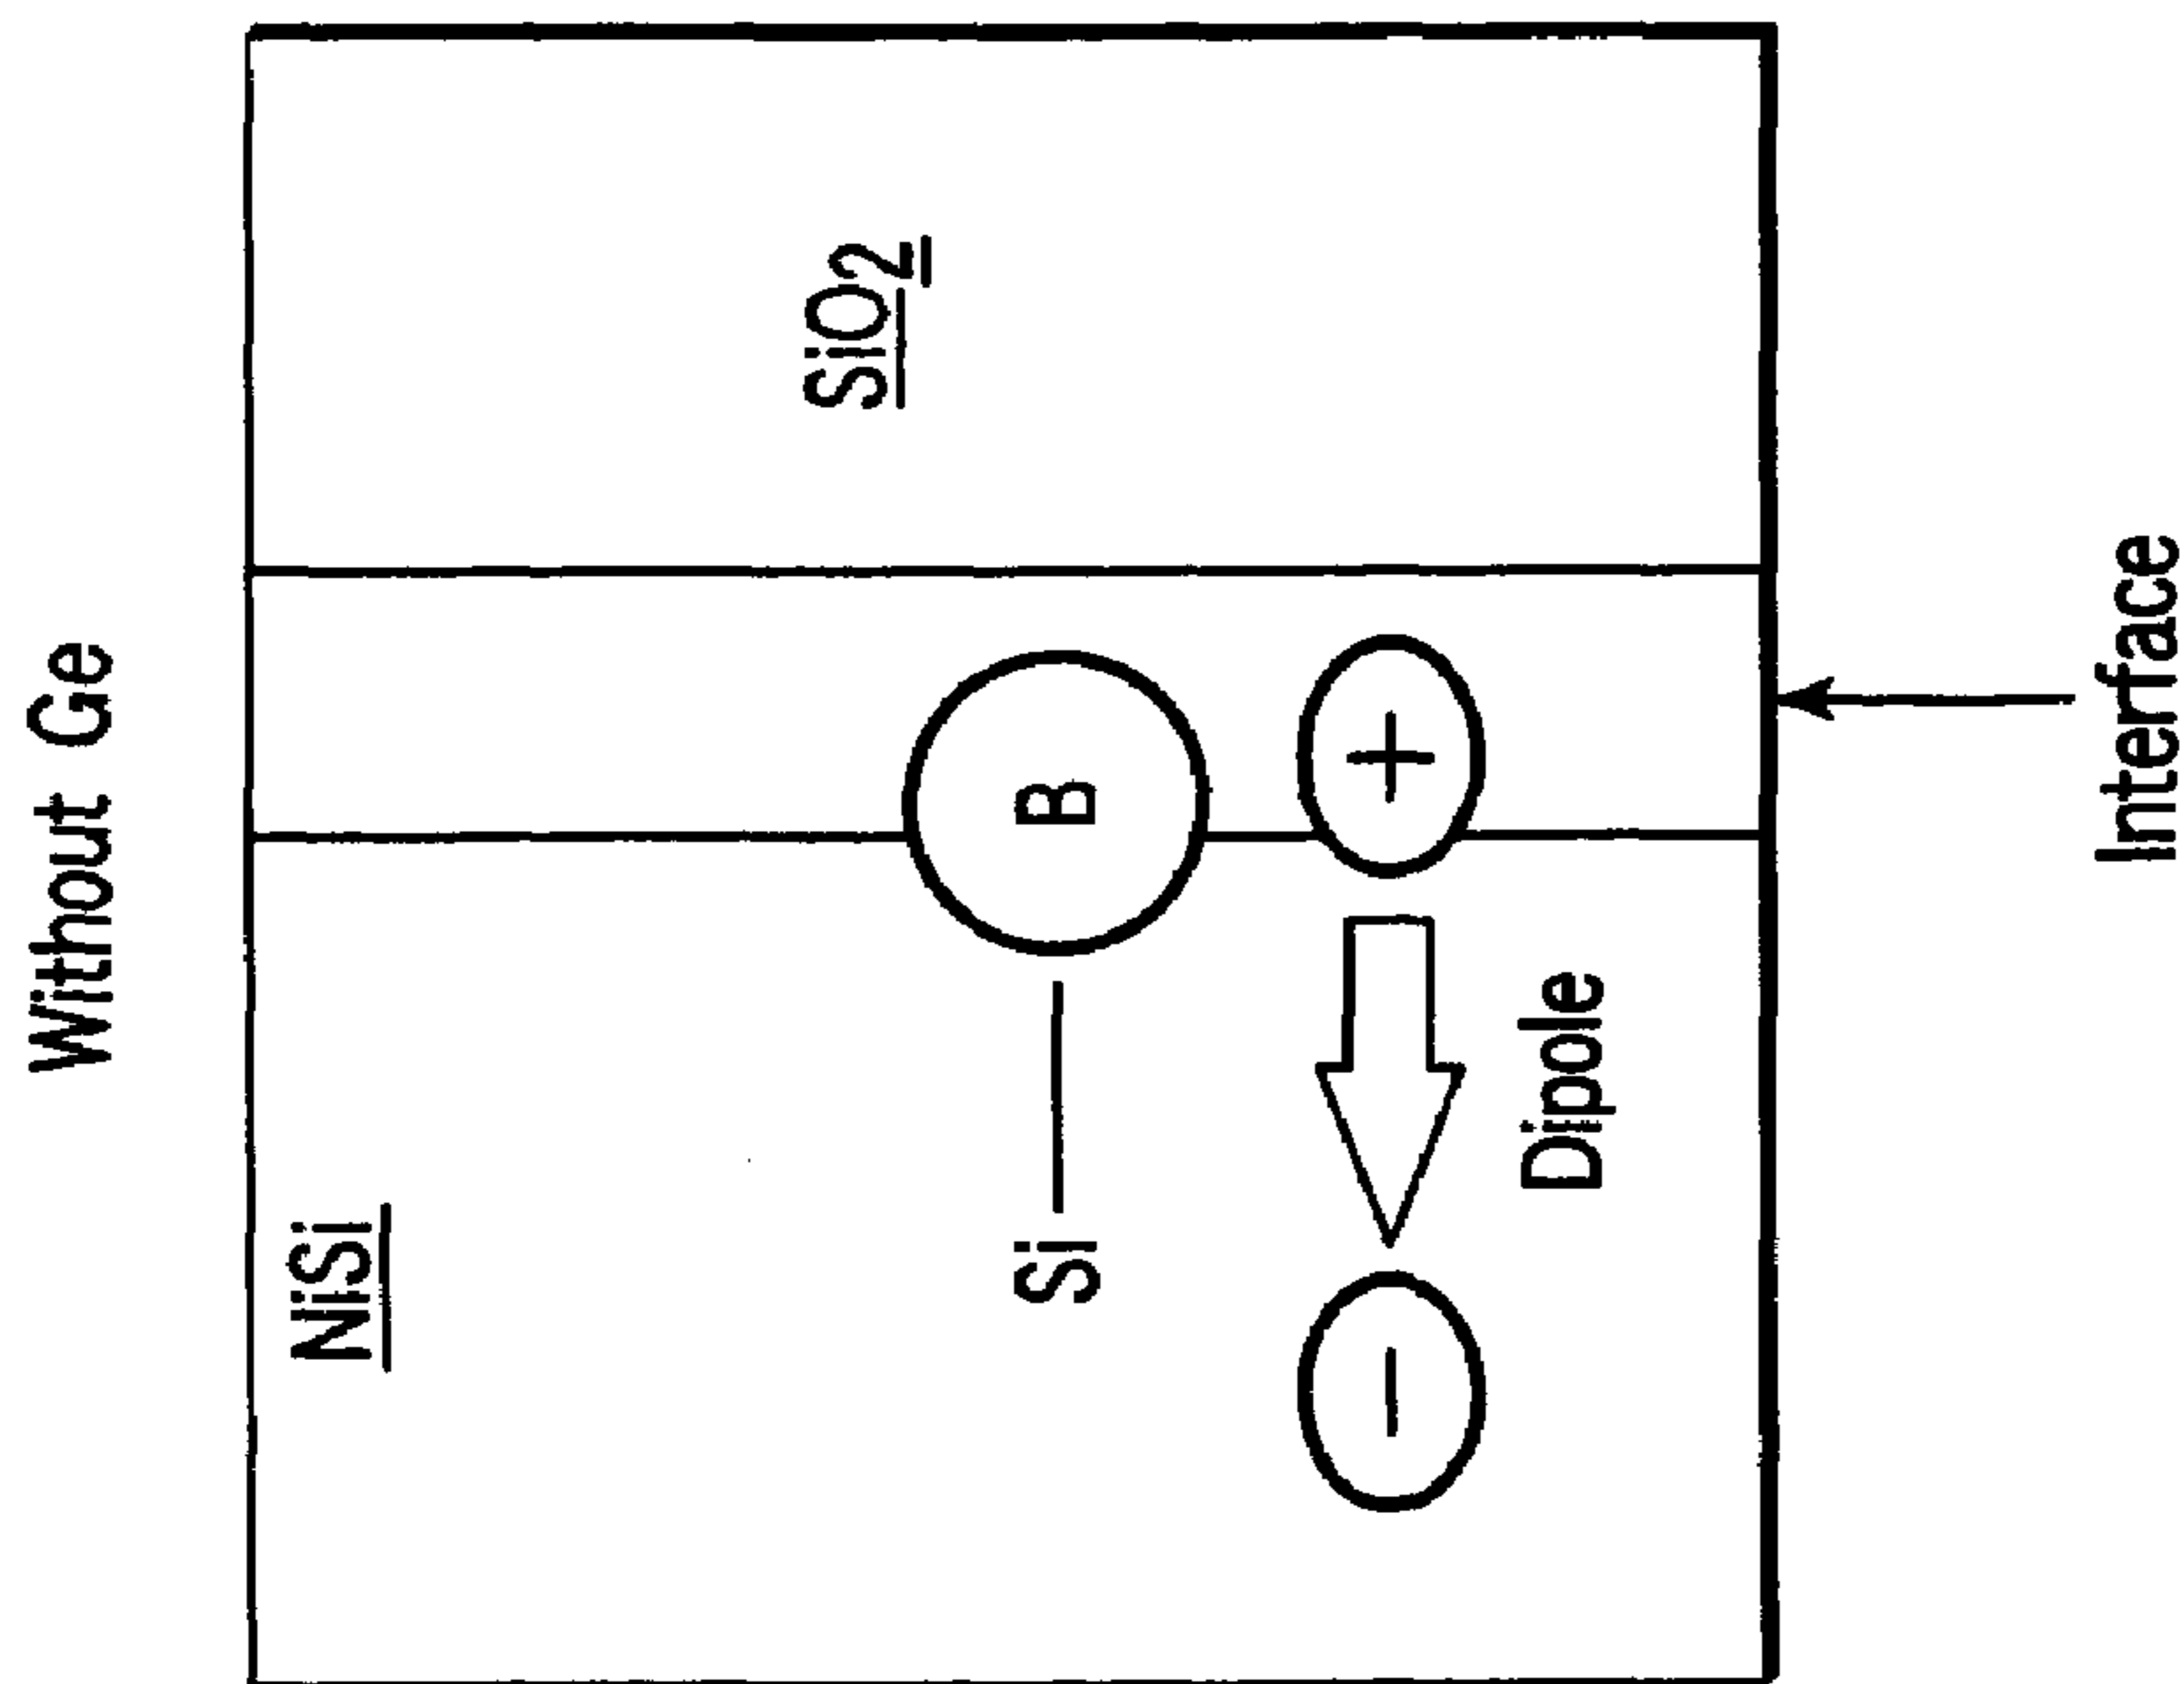 Without Ge
NiSi
SiO2
Si
B
−
+
Dipole
Interface